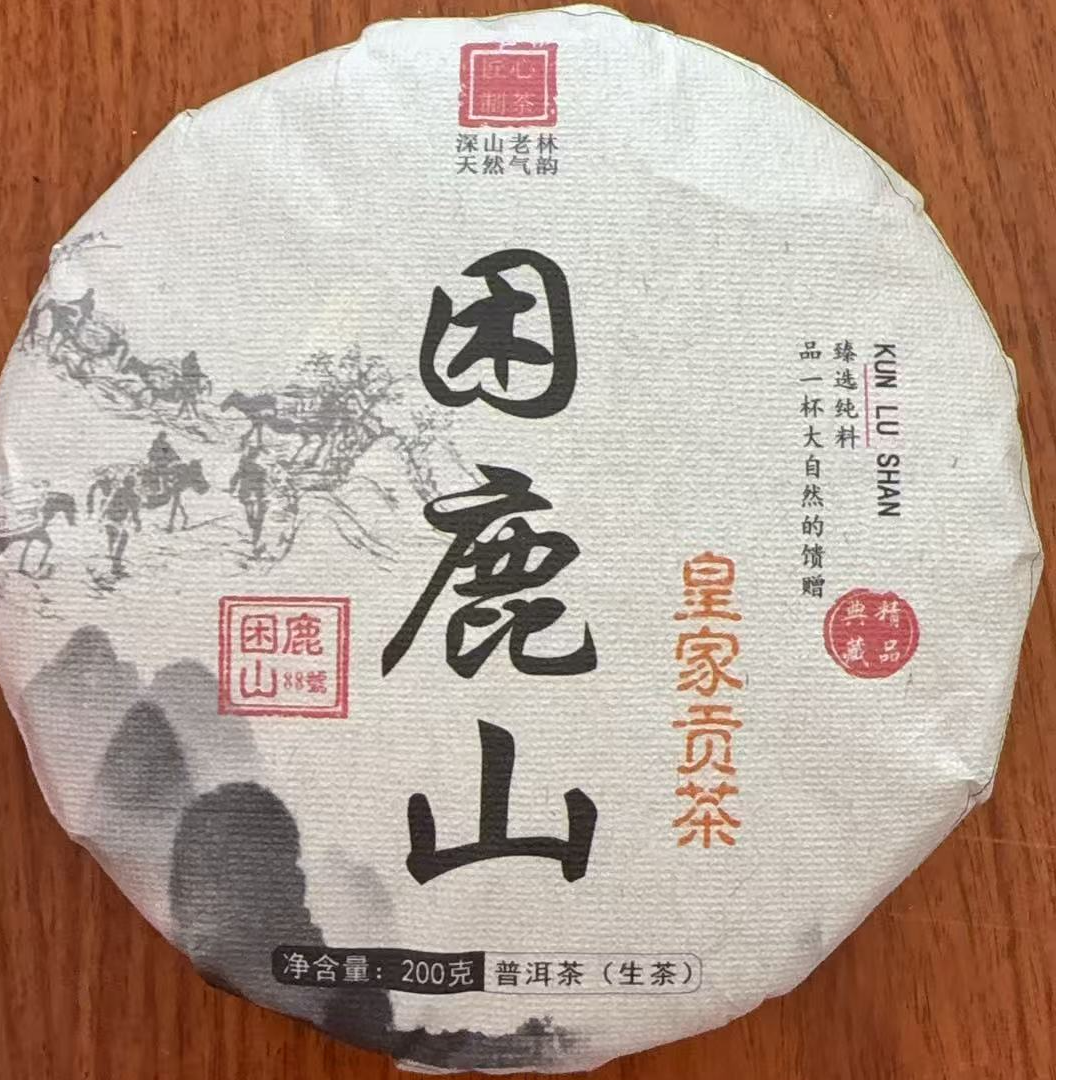 匠心
制茶
深山老林
天然气韵
困鹿山
KUN LU SHAN
臻选纯料
品一杯大自然的馈赠
精品
典藏
皇家贡茶
困鹿
山88號
净含量：200克 普洱茶（生茶）